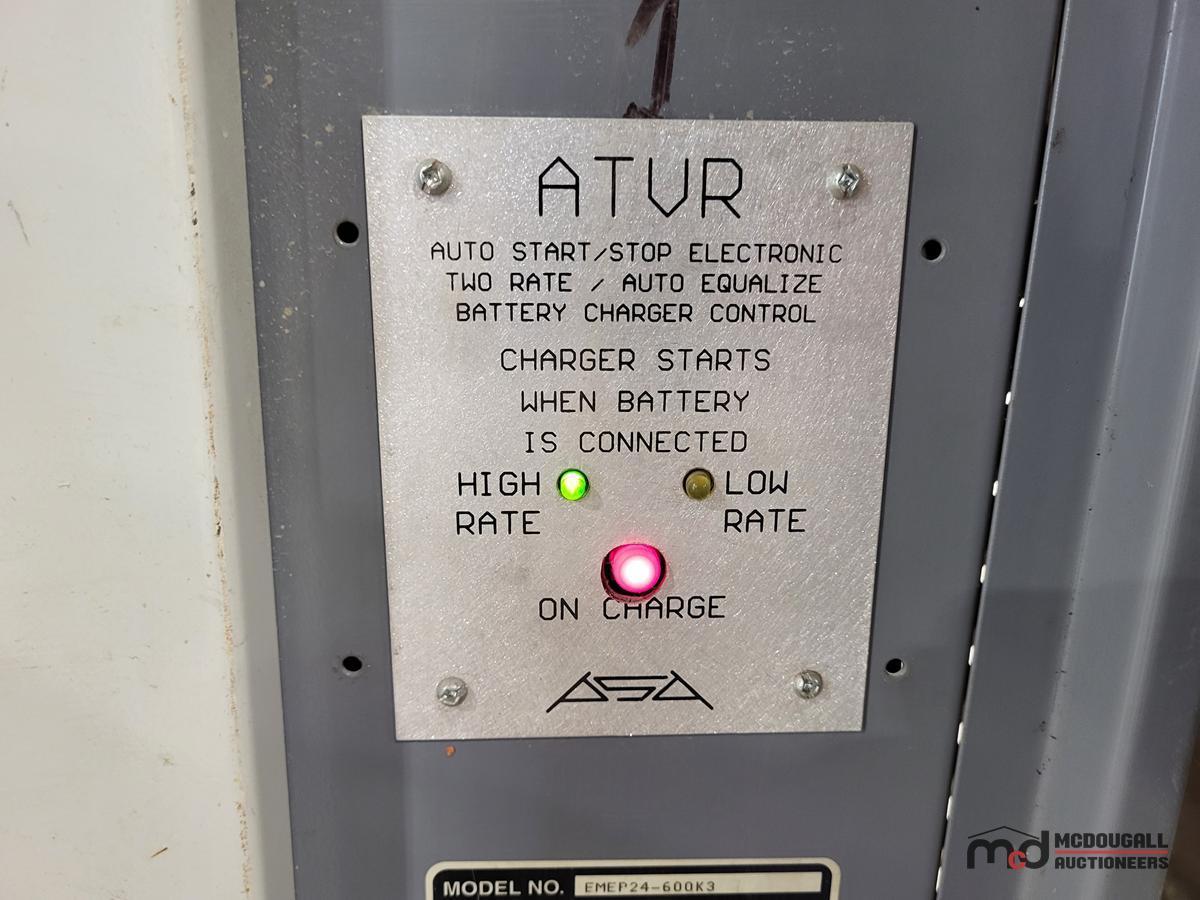 ATVR
AUTO START/STOP ELECTRONIC
TWO RATE / AUTO EQUALIZE
BATTERY CHARGER CONTROL
CHARGER STARTS
WHEN BATTERY
IS CONNECTED
HIGH RATE
LOW RATE
ON CHARGE
ASA
MODEL NO. EMEP24-600K3
mcd MCDOUGALL
AUCTIONEERS